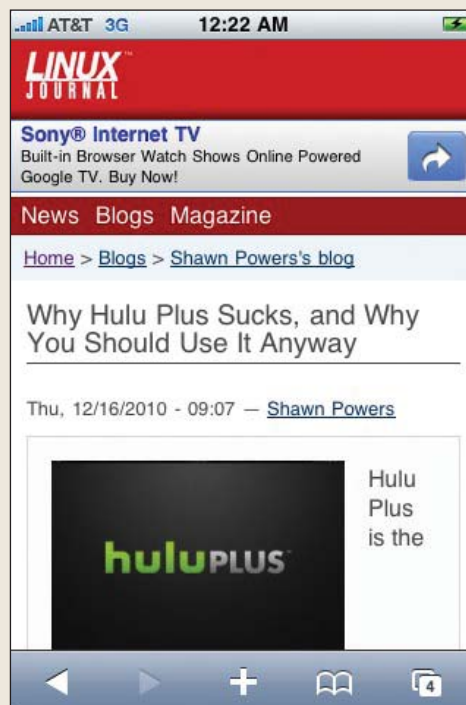 AT&T 3G 12:22 AM
LINUX™
JOURNAL
Sony® Internet TV
Built-in Browser Watch Shows Online Powered
Google TV. Buy Now!
News Blogs Magazine
Home > Blogs > Shawn Powers's blog
Why Hulu Plus Sucks, and Why
You Should Use It Anyway
Thu, 12/16/2010 - 09:07 — Shawn Powers
huluPLUS™
Hulu
Plus
is the
4